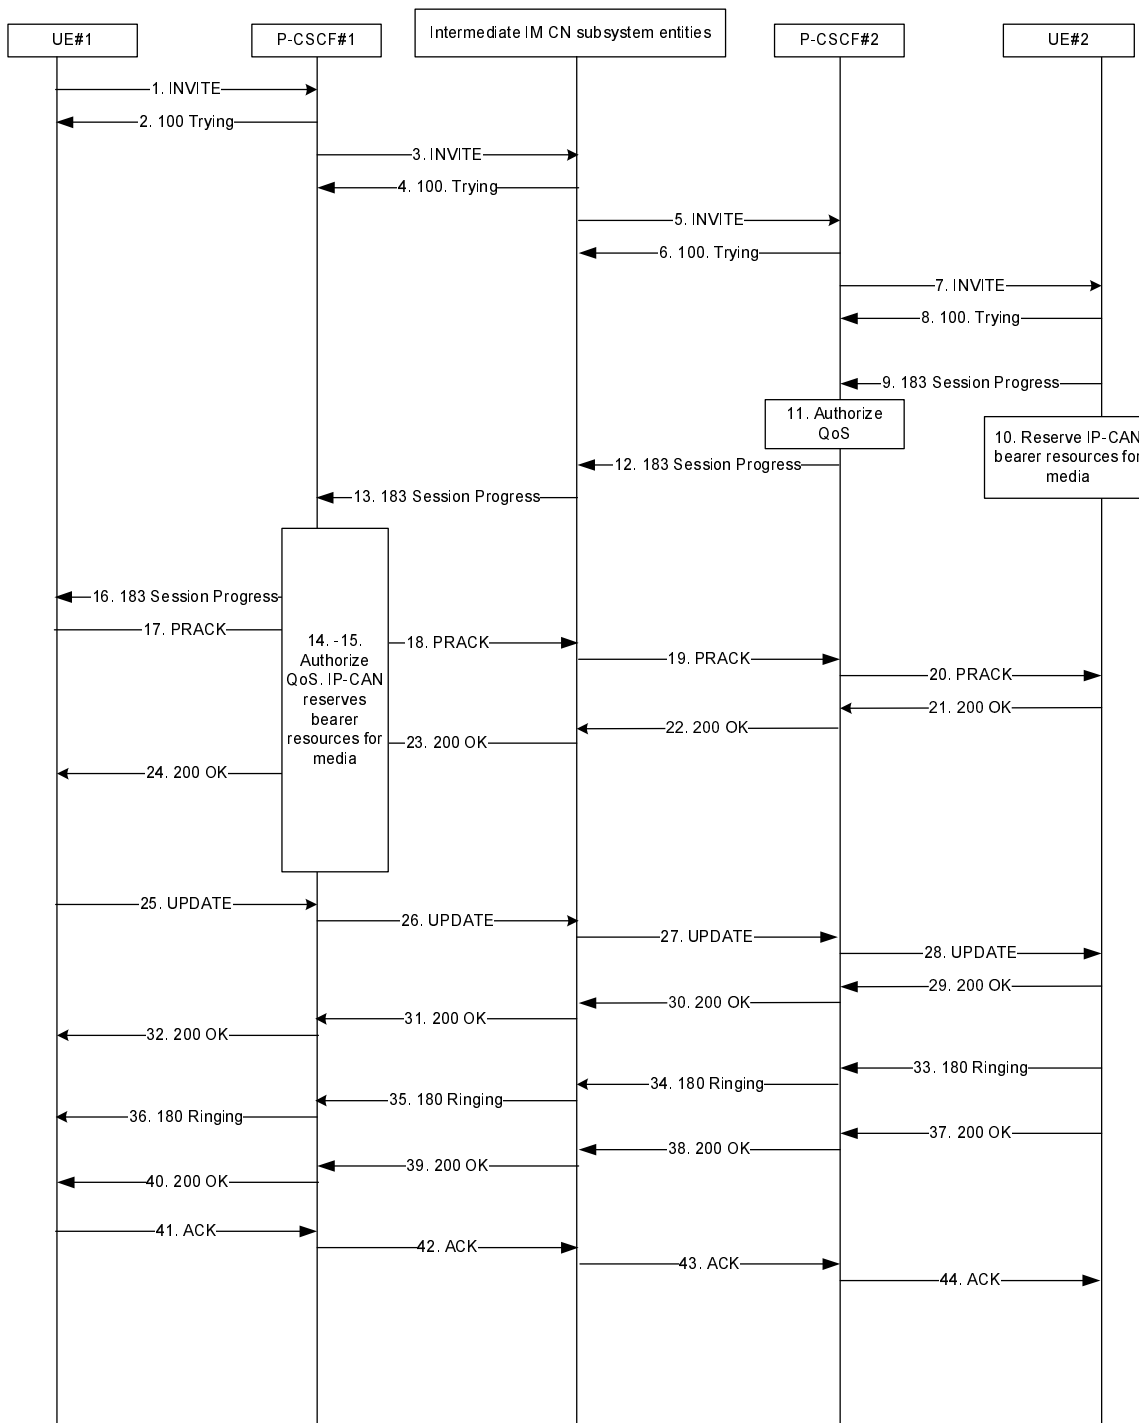 UE#1
P-CSCF#1
Intermediate IM CN subsystem entities
P-CSCF#2
UE#2
1. INVITE
2. 100 Trying
3. INVITE
4. 100. Trying
5. INVITE
6. 100. Trying
7. INVITE
8. 100. Trying
9. 183 Session Progress
11. Authorize
QoS
10. Reserve IP-CAN
bearer resources for
media
12. 183 Session Progress
13. 183 Session Progress
14. -15.
Authorize
QoS. IP-CAN
reserves
bearer
resources for
media
16. 183 Session Progress
17. PRACK
18. PRACK
19. PRACK
20. PRACK
21. 200 OK
22. 200 OK
23. 200 OK
24. 200 OK
25. UPDATE
26. UPDATE
27. UPDATE
28. UPDATE
29. 200 OK
30. 200 OK
31. 200 OK
32. 200 OK
33. 180 Ringing
34. 180 Ringing
35. 180 Ringing
36. 180 Ringing
37. 200 OK
38. 200 OK
39. 200 OK
40. 200 OK
41. ACK
42. ACK
43. ACK
44. ACK